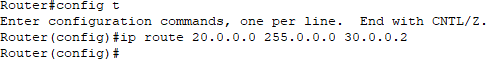 Router#config t
Enter configuration commands, one per line.  End with CNTL/Z.
Router(config)#ip route 20.0.0.0 255.0.0.0 30.0.0.2
Router(config)#